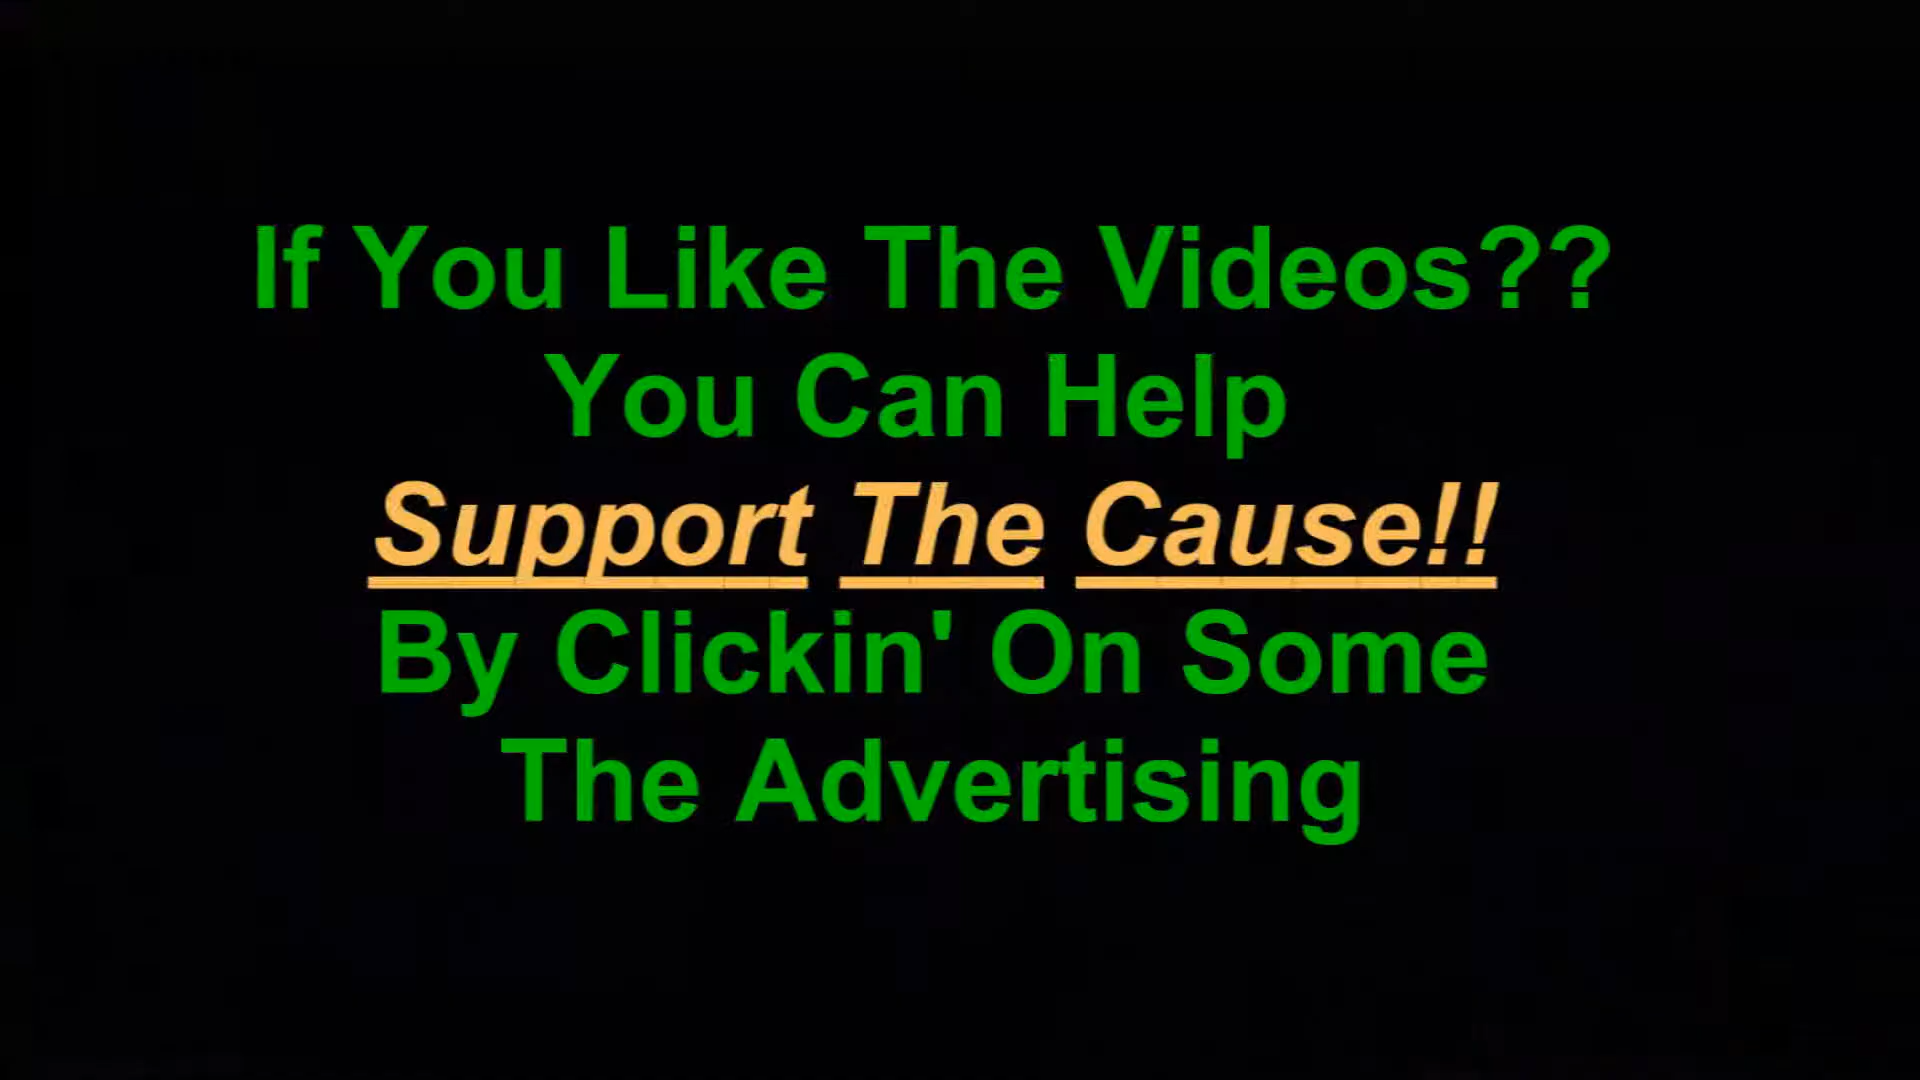 If You Like The Videos??
You Can Help
Support The Cause!!
By Clickin' On Some
The Advertising